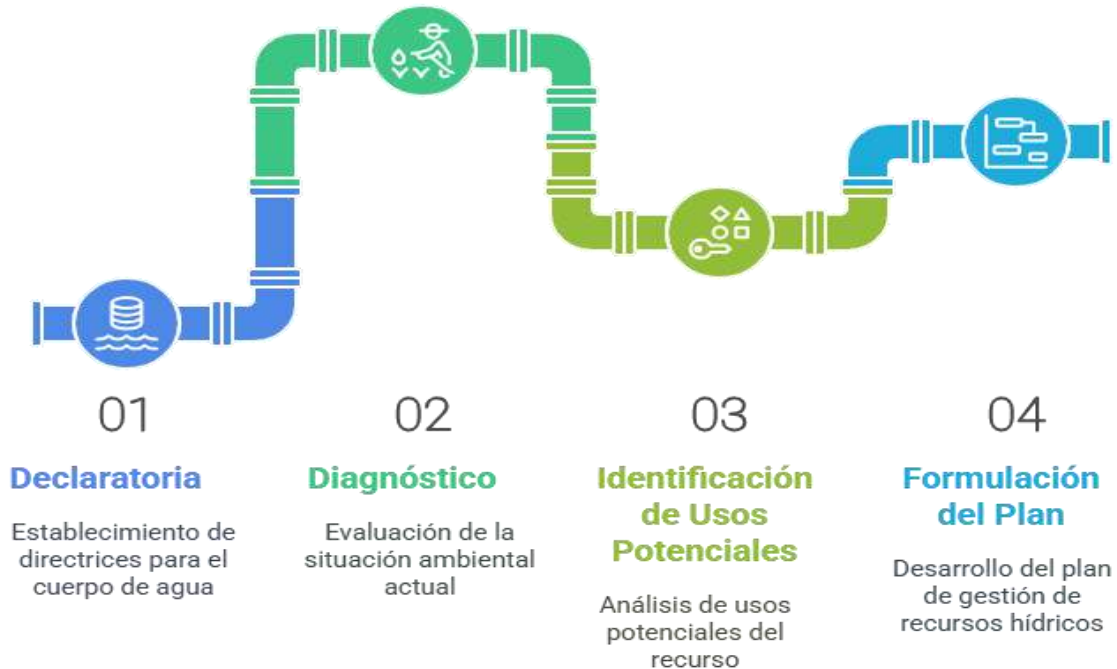 01
Declaratoria
Establecimiento de
directrices para el
cuerpo de agua
02
Diagnóstico
Evaluación de la
situación ambiental
actual
03
Identificación
de Usos
Potenciales
Análisis de usos
potenciales del
recurso
04
Formulación
del Plan
Desarrollo del plan
de gestión de
recursos hídricos